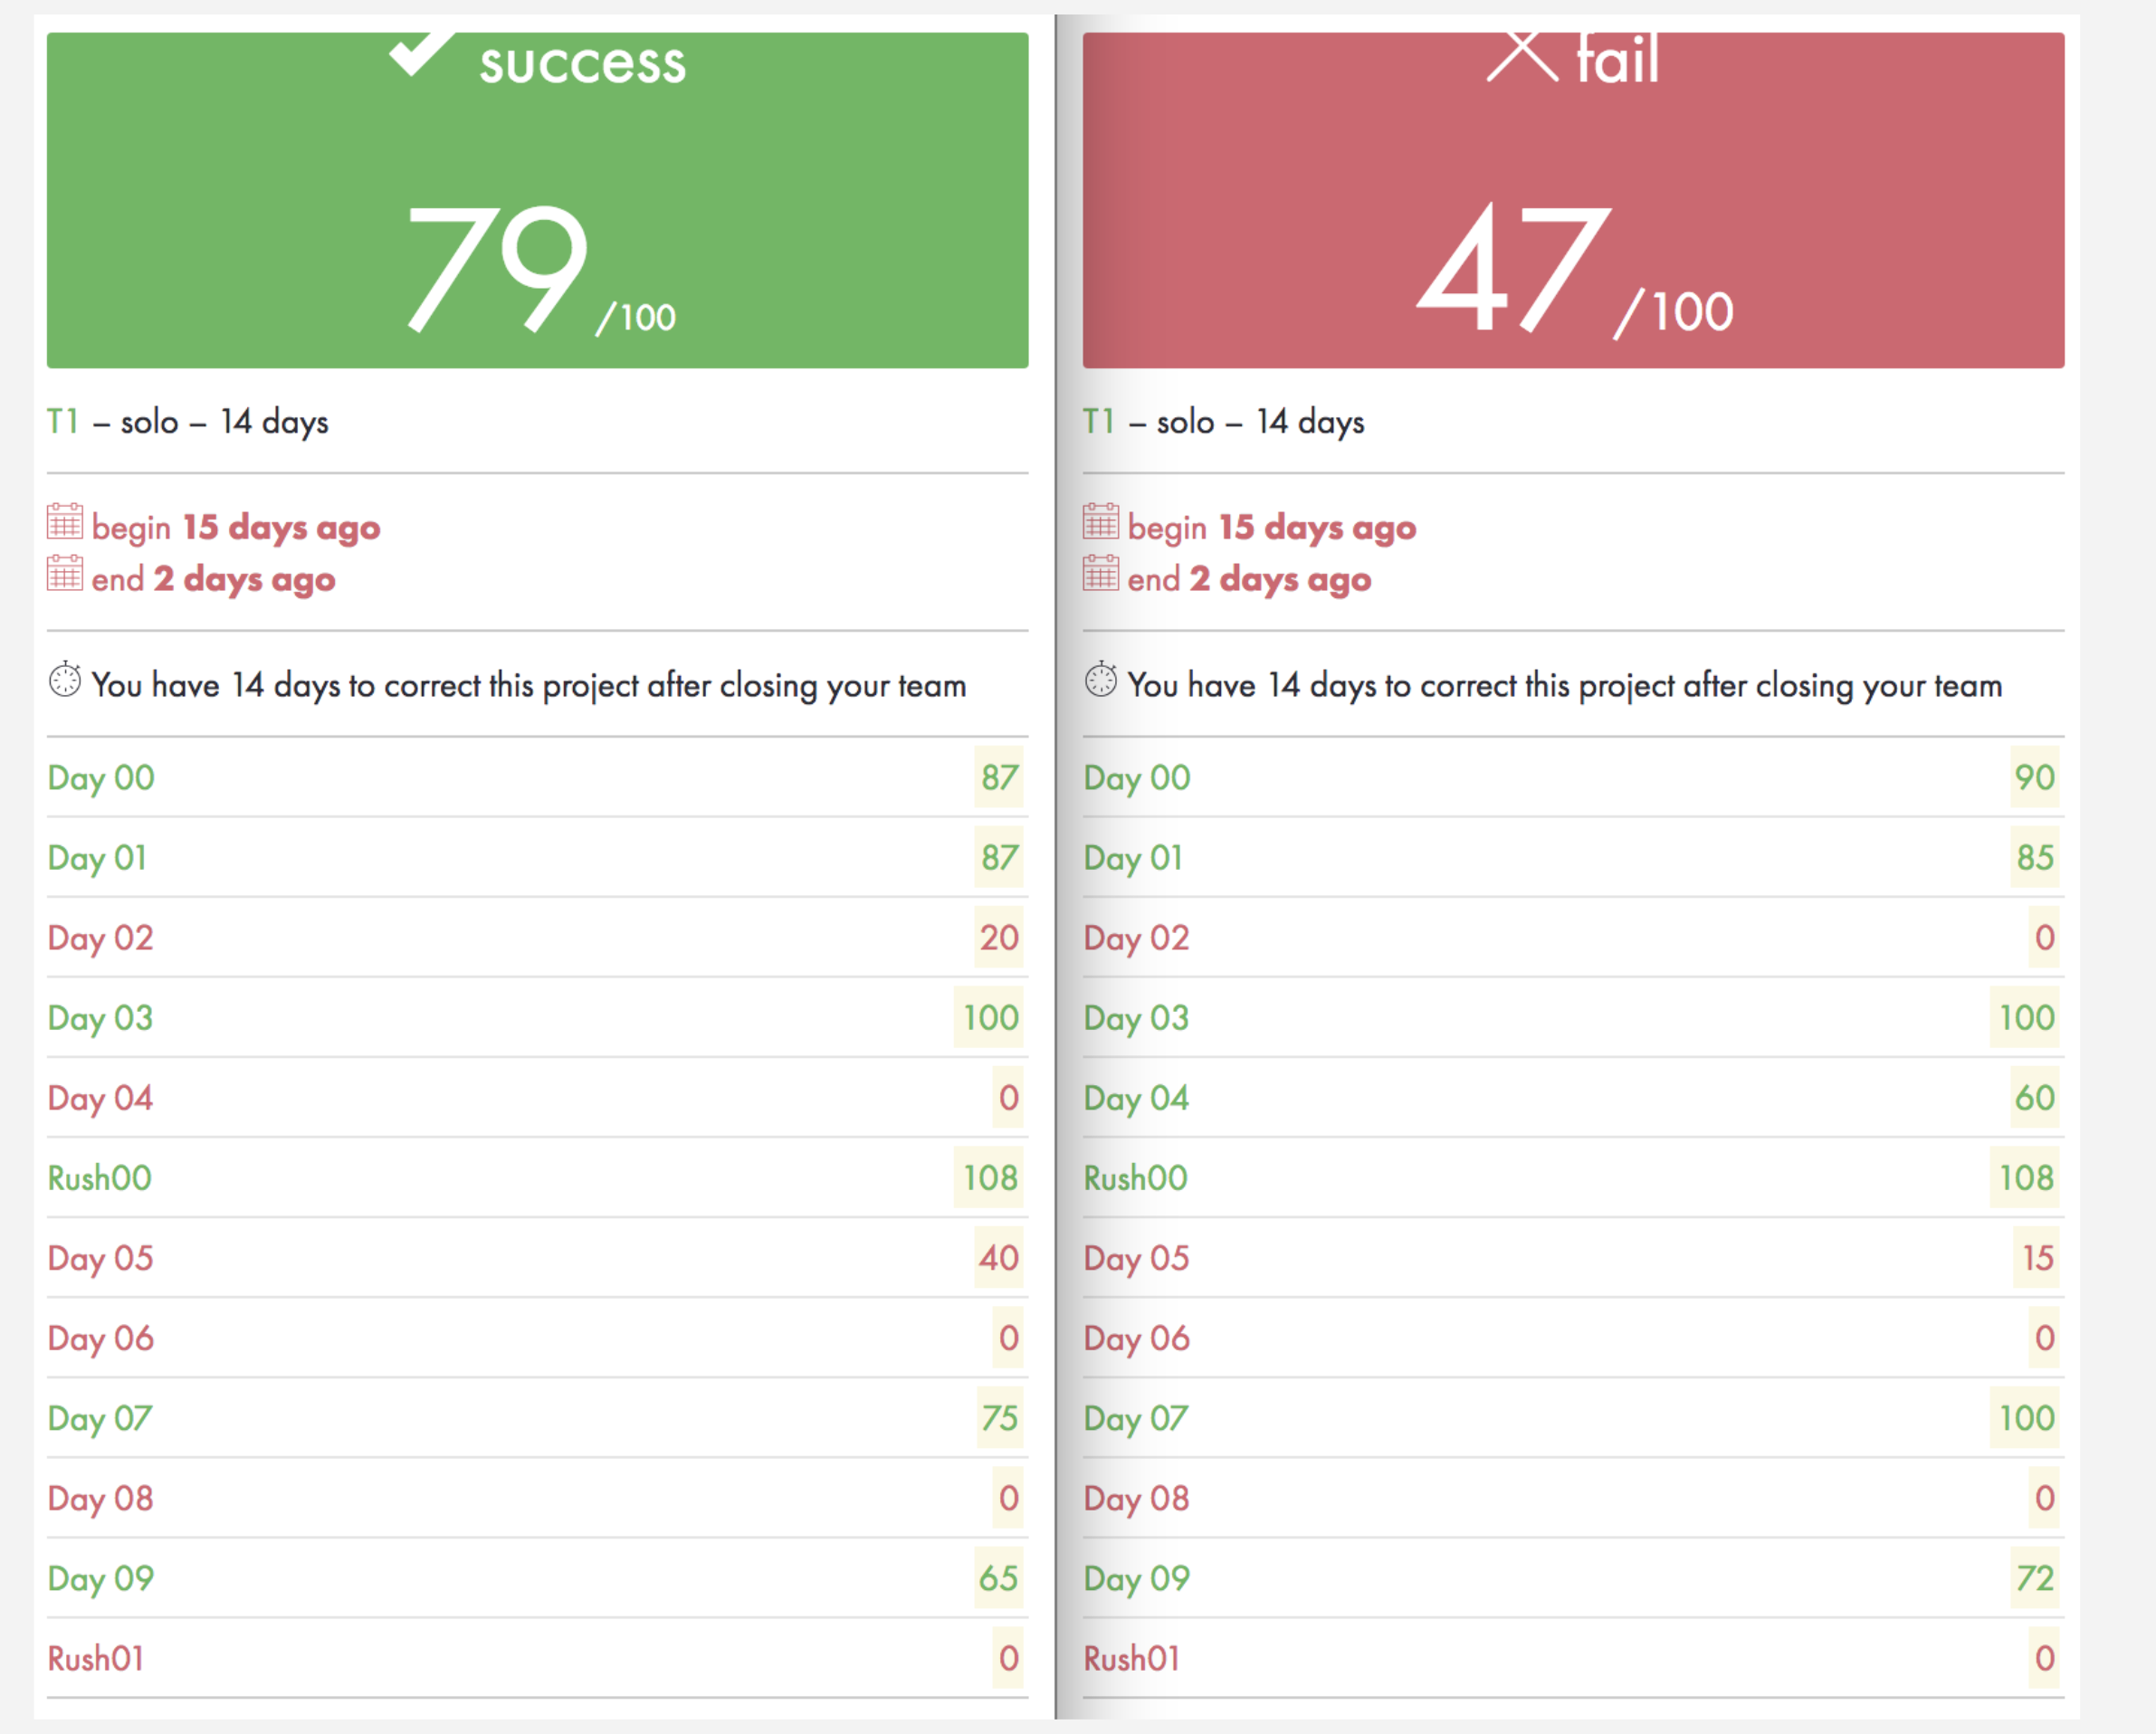 success
79 /100
T1 – solo – 14 days
begin 15 days ago
end 2 days ago
You have 14 days to correct this project after closing your team
Day 00 87
Day 01 87
Day 02 20
Day 03 100
Day 04 0
Rush00 108
Day 05 40
Day 06 0
Day 07 75
Day 08 0
Day 09 65
Rush01 0
fail
47 /100
T1 – solo – 14 days
begin 15 days ago
end 2 days ago
You have 14 days to correct this project after closing your team
Day 00 90
Day 01 85
Day 02 0
Day 03 100
Day 04 60
Rush00 108
Day 05 15
Day 06 0
Day 07 100
Day 08 0
Day 09 72
Rush01 0